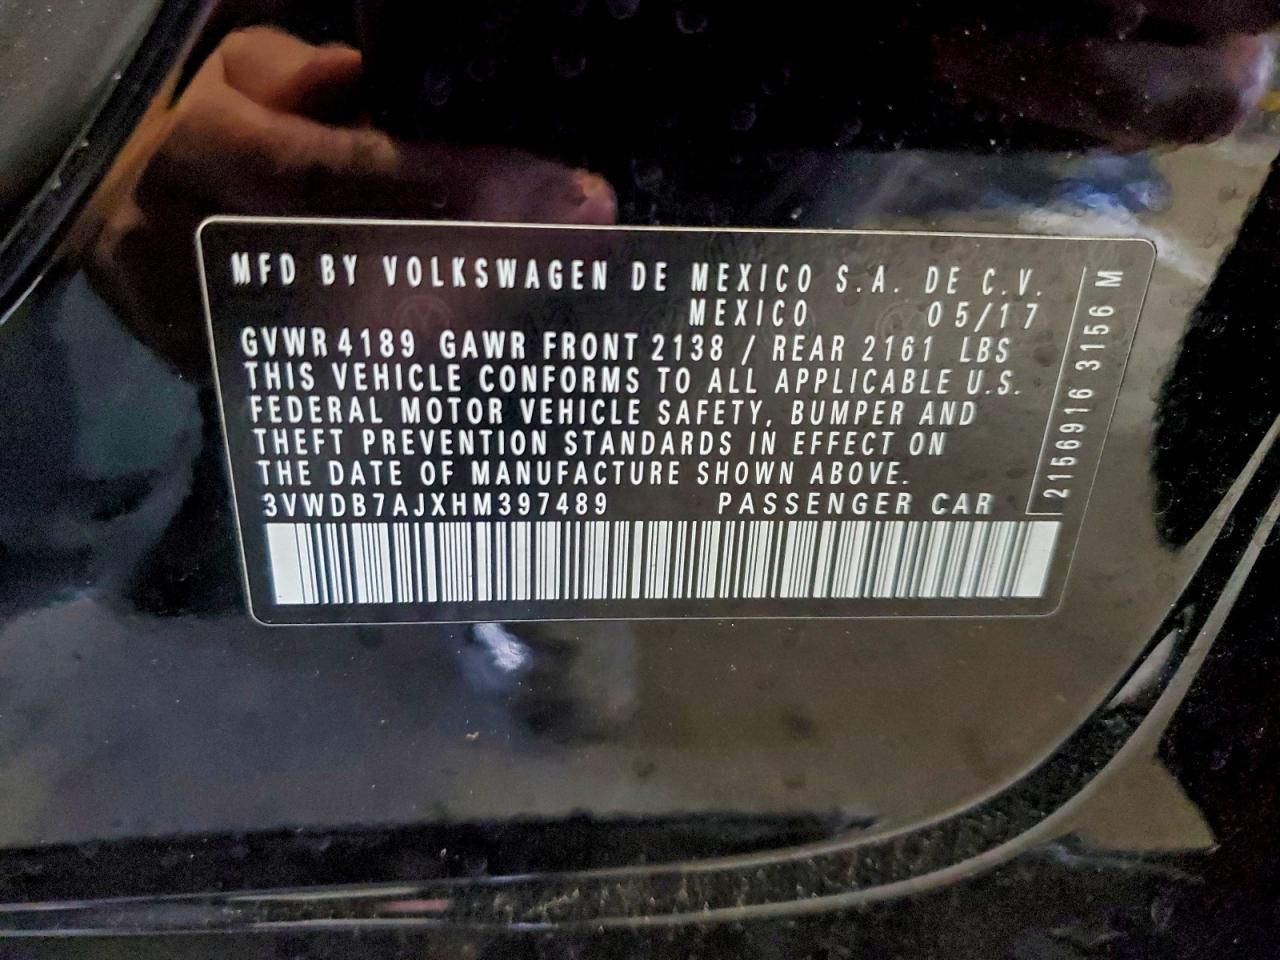 MFD BY VOLKSWAGEN DE MEXICO S.A. DE C.V.
MEXICO 05/17
GVWR 4189 GAWR FRONT 2138 / REAR 2161 LBS
THIS VEHICLE CONFORMS TO ALL APPLICABLE U.S.
FEDERAL MOTOR VEHICLE SAFETY, BUMPER AND
THEFT PREVENTION STANDARDS IN EFFECT ON
THE DATE OF MANUFACTURE SHOWN ABOVE.
3VWDB7AJXHM397489 PASSENGER CAR
2156916 3156 M